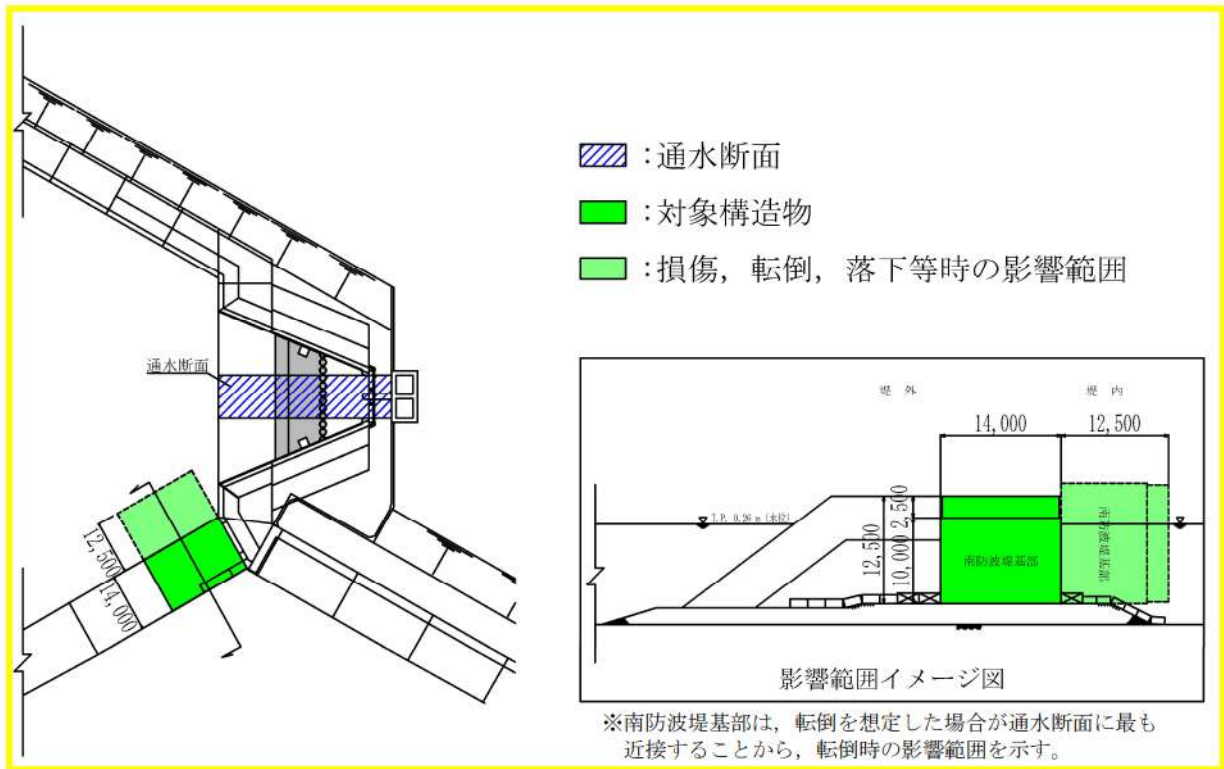 通水断面
12,500
14,000
:通水断面
:対象構造物
:損傷，転倒，落下等時の影響範囲
堤 外
堤 内
14,000
12,500
T.P. 0.26 m (水位)
12,500
10,000
2,500
南防波堤基部
南防波堤基部
影響範囲イメージ図
※南防波堤基部は，転倒を想定した場合が通水断面に最も
近接することから，転倒時の影響範囲を示す。